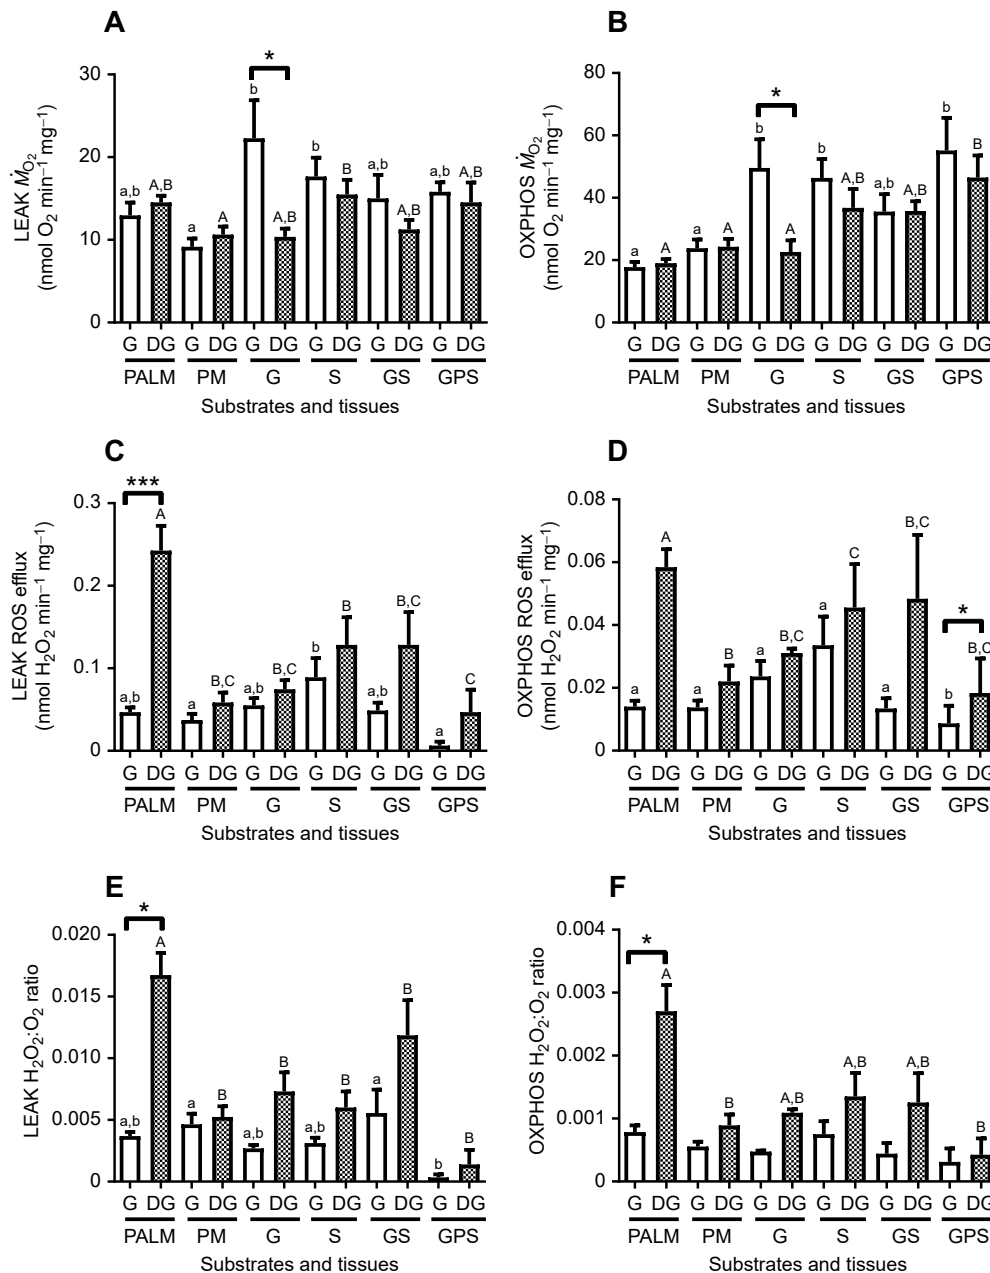 A
LEAK ṀO₂
(nmol O₂ min⁻¹ mg⁻¹)
30
20
10
0
*
a,b A,B a A b A,B b B a,b A,B a,b A,B
G DG G DG G DG G DG G DG G DG
PALM PM G S GS GPS
Substrates and tissues
B
OXPHOS ṀO₂
(nmol O₂ min⁻¹ mg⁻¹)
80
60
40
20
0
*
a A a A b A b A,B a,b A,B b B
G DG G DG G DG G DG G DG G DG
PALM PM G S GS GPS
Substrates and tissues
C
LEAK ROS efflux
(nmol H₂O₂ min⁻¹ mg⁻¹)
0.3
0.2
0.1
0
***
a,b A a B,C a,b B,C b B a,b B,C a C
G DG G DG G DG G DG G DG G DG
PALM PM G S GS GPS
Substrates and tissues
D
OXPHOS ROS efflux
(nmol H₂O₂ min⁻¹ mg⁻¹)
0.08
0.06
0.04
0.02
0
*
a A a B a B,C a C a B,C b B,C
G DG G DG G DG G DG G DG G DG
PALM PM G S GS GPS
Substrates and tissues
E
LEAK H₂O₂:O₂ ratio
0.020
0.015
0.010
0.005
0
*
a,b A a B a,b B a,b B a B b B
G DG G DG G DG G DG G DG G DG
PALM PM G S GS GPS
Substrates and tissues
F
OXPHOS H₂O₂:O₂ ratio
0.004
0.003
0.002
0.001
0
*
A B A,B A,B A,B B
G DG G DG G DG G DG G DG G DG
PALM PM G S GS GPS
Substrates and tissues